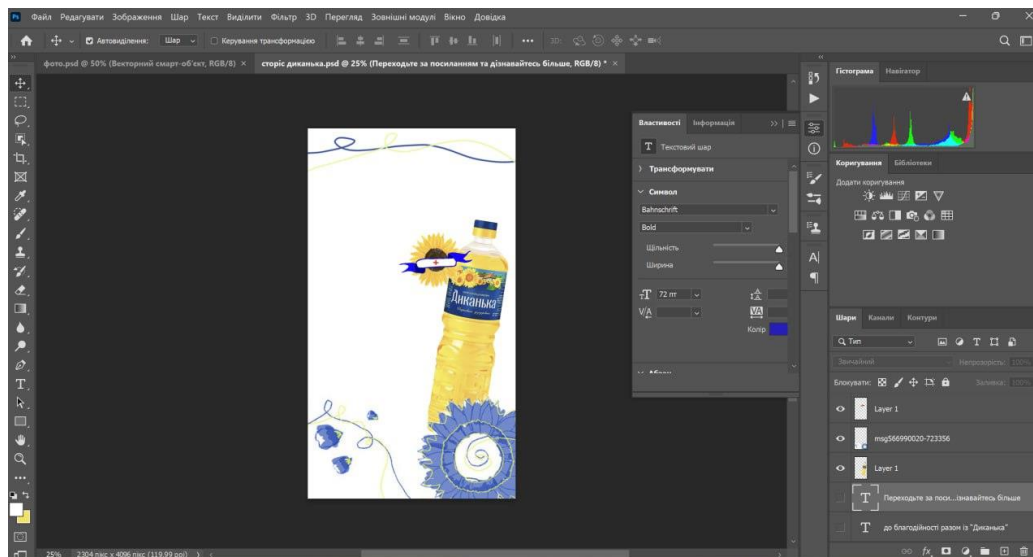 Файл Редагувати Зображення Шар Текст Виділити Фільтр 3D Перегляд Зовнішні модулі Вікно Довідка
Автовиділення: Шар Керування трансформацією 3D:
фото.psd @ 50% (Векторний смарт-об'єкт, RGB/8) × сторіс диканька.psd @ 25% (Переходьте за посиланням та дізнавайтесь більше, RGB/8) * ×
Гістограма Навігатор
Властивості Інформація
Текстовий шар
Трансформувати
Символ
Bahnschrift
Bold
Щільність
Ширина
72 пт
Колір
Коригування Бібліотеки
Додати коригування
Диканька
Шари Канали Контури
Тип
Звичайний Непрозорість: 100%
Блокувати: Заливка: 100%
Layer 1
msg566990020-723356
Layer 1
Переходьте за поси...ізнавайтесь більше
до благодійності разом із "Диканька"
25% 2304 пікс x 4096 пікс (119.99 ppi)